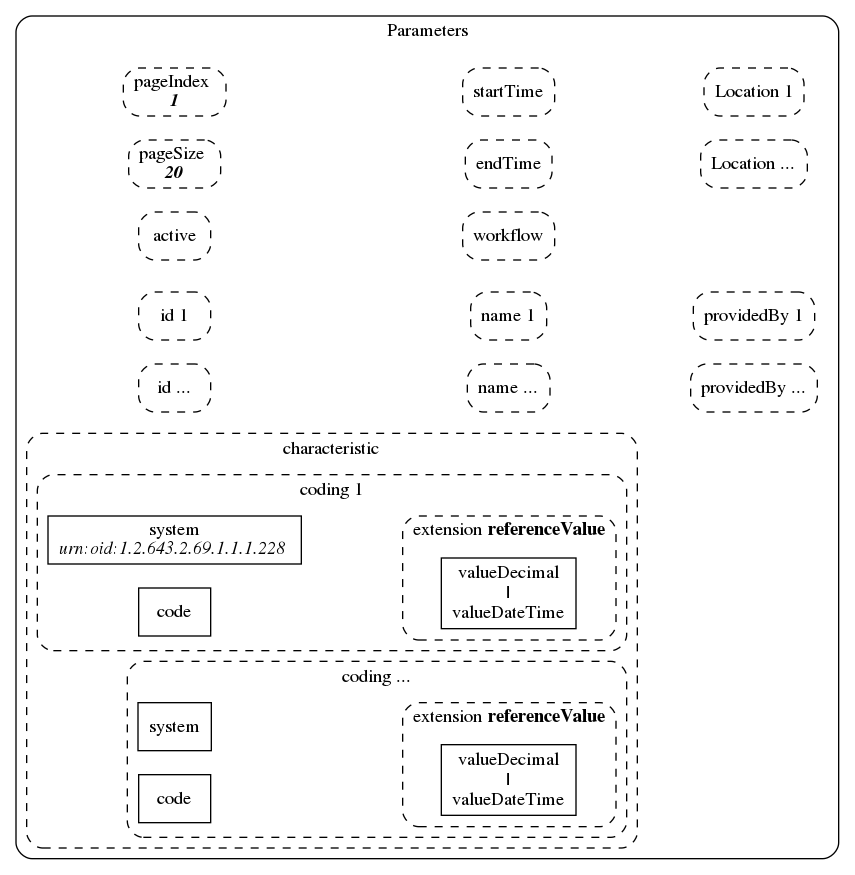 Parameters
pageIndex
1
startTime
Location 1
pageSize
20
endTime
Location ...
active
workflow
id 1
name 1
providedBy 1
id ...
name ...
providedBy ...
characteristic
coding 1
system
urn:oid:1.2.643.2.69.1.1.1.228
code
extension referenceValue
valueDecimal
|
valueDateTime
coding ...
system
code
extension referenceValue
valueDecimal
|
valueDateTime